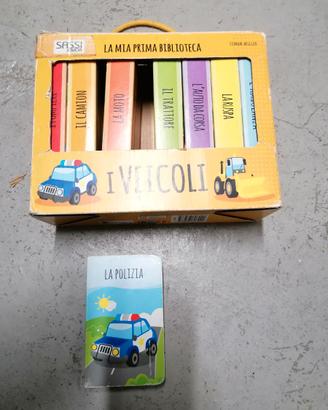 SASSI
LA MIA PRIMA BIBLIOTECA
IL CAMION
LA MOTO
IL TRATTORE
L'AUTO DA CORSA
LA RUSPA
I VEICOLI
LA POLIZIA